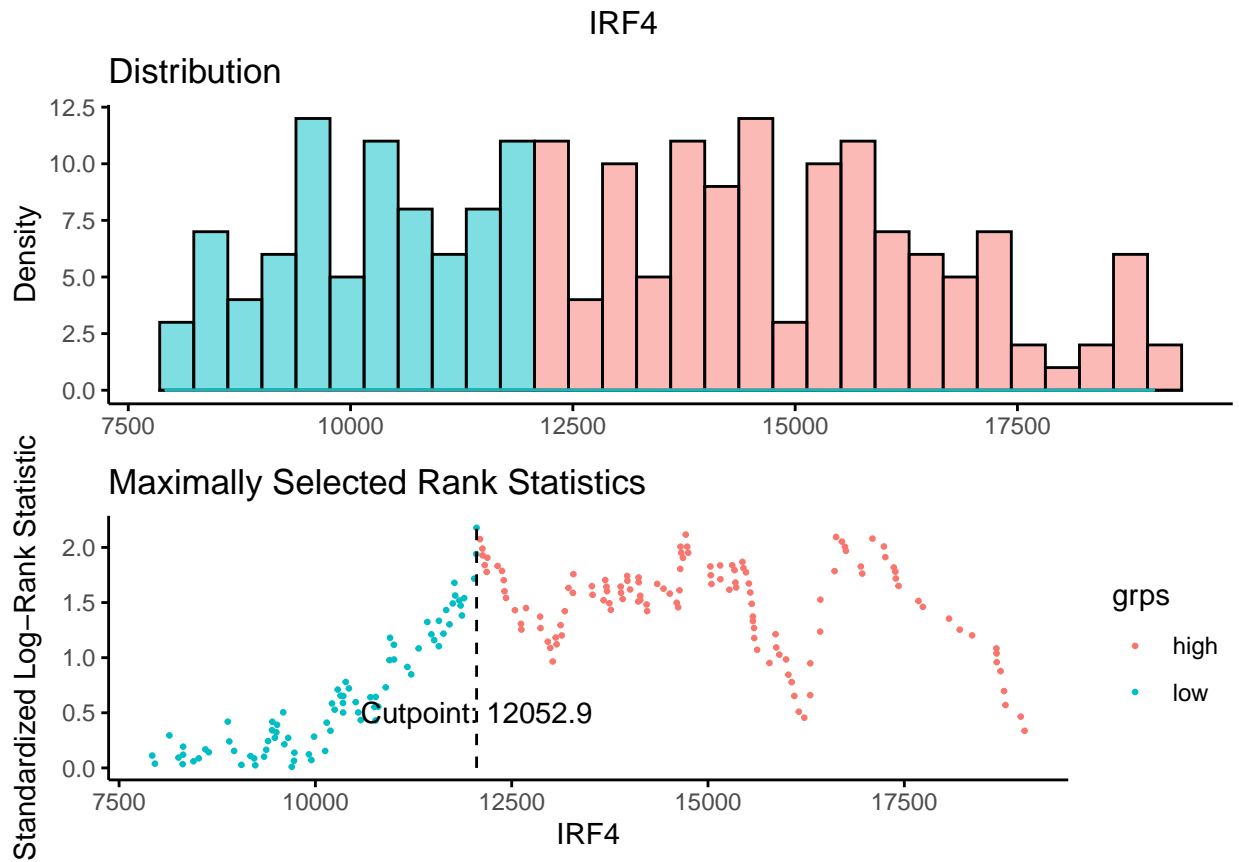 IRF4
Distribution
Density
12.5
10.0
7.5
5.0
2.5
0.0
7500 10000 12500 15000 17500
Maximally Selected Rank Statistics
Standardized Log−Rank Statistic
2.0
1.5
1.0
0.5
0.0
Cutpoint: 12052.9
7500 10000 12500 15000 17500
IRF4
grps
high
low